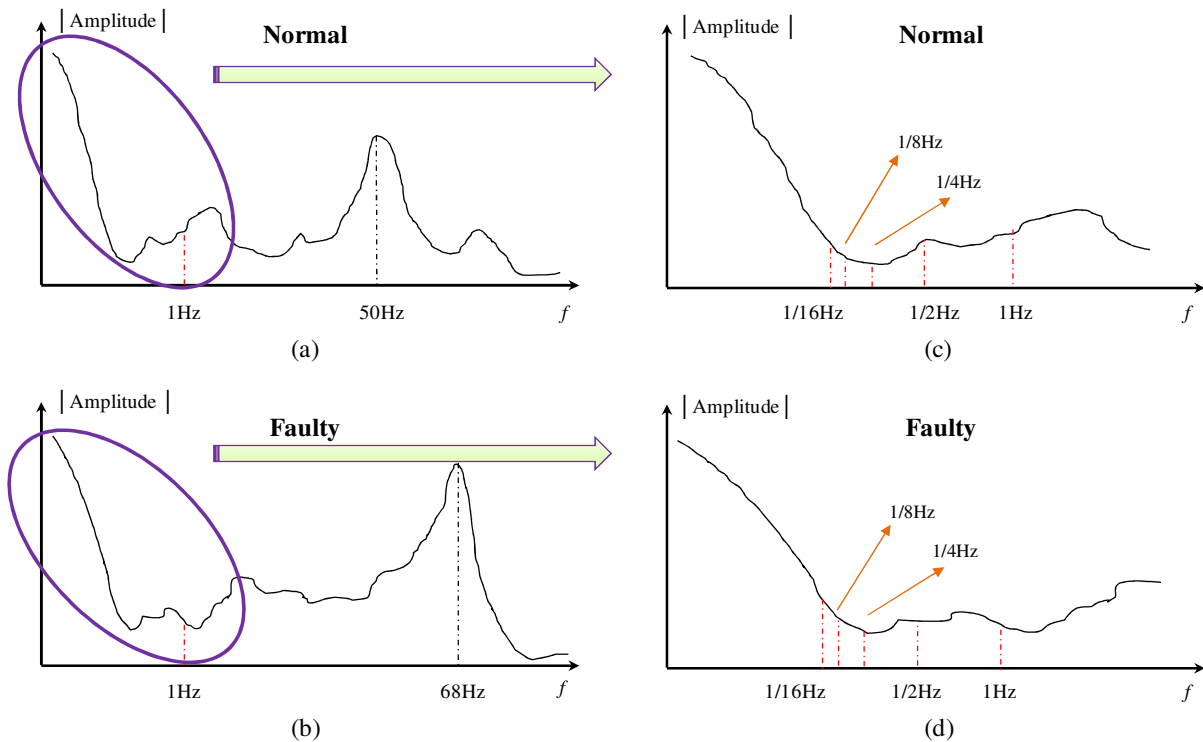 | Amplitude |
Normal
1Hz
50Hz
f
(a)
| Amplitude |
Normal
1/8Hz
1/4Hz
1/16Hz
1/2Hz
1Hz
f
(c)
| Amplitude |
Faulty
1Hz
68Hz
f
(b)
| Amplitude |
Faulty
1/8Hz
1/4Hz
1/16Hz
1/2Hz
1Hz
f
(d)